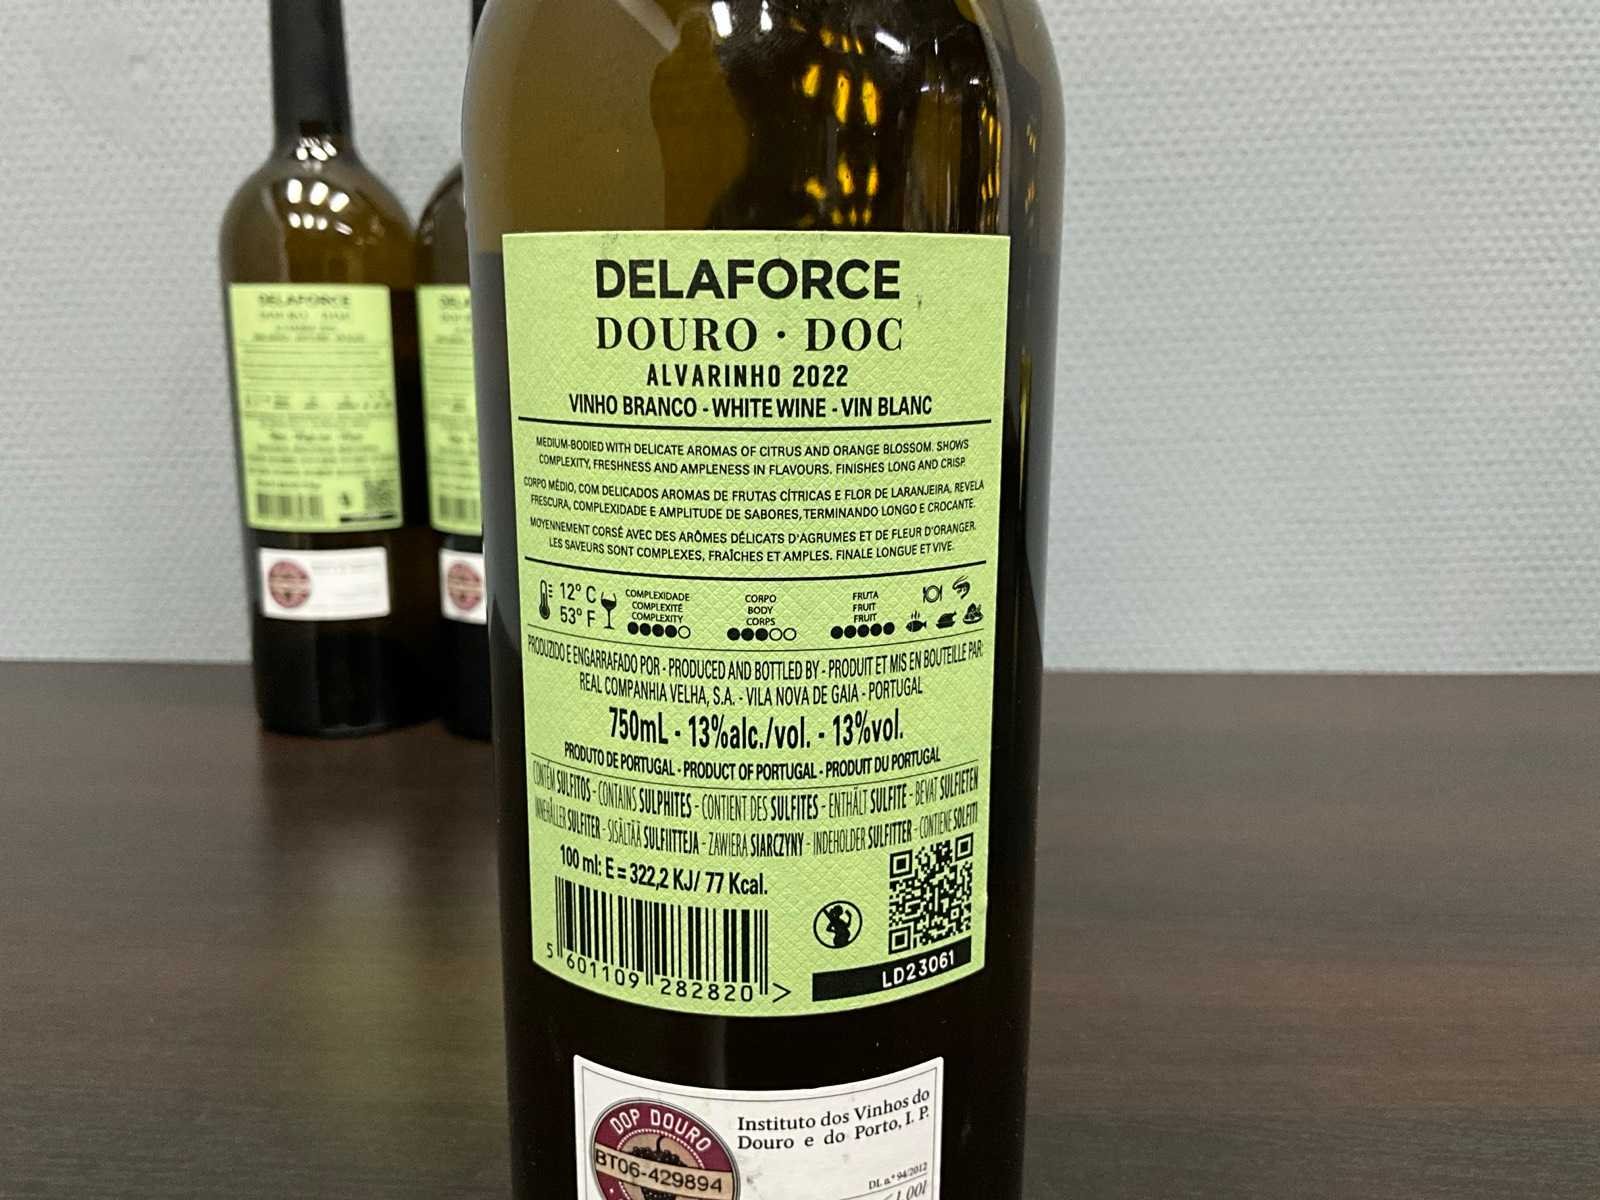 DELAFORCE
DOURO · DOC
ALVARINHO 2022
VINHO BRANCO - WHITE WINE - VIN BLANC
MEDIUM-BODIED WITH DELICATE AROMAS OF CITRUS AND ORANGE BLOSSOM. SHOWS
COMPLEXITY, FRESHNESS AND AMPLENESS IN FLAVOURS. FINISHES LONG AND CRISP.
CORPO MÉDIO, COM DELICADOS AROMAS DE FRUTAS CÍTRICAS E FLOR DE LARANJEIRA. REVELA
FRESCURA, COMPLEXIDADE E AMPLITUDE DE SABORES, TERMINANDO LONGO E CROCANTE.
MOYENNEMENT CORSÉ AVEC DES ARÔMES DÉLICATS D'AGRUMES ET DE FLEUR D'ORANGER.
LES SAVEURS SONT COMPLEXES, FRAÎCHES ET AMPLES. FINALE LONGUE ET VIVE.
12º C
53º F
COMPLEXIDADE
COMPLEXITÉ
COMPLEXITY
CORPO
BODY
CORPS
FRUTA
FRUIT
FRUIT
PRODUZIDO E ENGARRAFADO POR - PRODUCED AND BOTTLED BY - PRODUIT ET MIS EN BOUTEILLE PAR:
REAL COMPANHIA VELHA, S.A. - VILA NOVA DE GAIA - PORTUGAL
750mL - 13%alc./vol. - 13%vol.
PRODUTO DE PORTUGAL - PRODUCT OF PORTUGAL - PRODUIT DU PORTUGAL
CONTÉM SULFITOS - CONTAINS SULPHITES - CONTIENT DES SULFITES - ENTHÄLT SULFITE - BEVAT SULFIETEN
INNEHÅLLER SULFITER - SISÄLTÄÄ SULFIITTEJA - ZAWIERA SIARCZYNY - INDEHOLDER SULFITTER - CONTIENE SOLFITI
100 ml: E = 322,2 KJ/ 77 Kcal.
5 601109 282820 >
LD23061
DOP DOURO
BT06-429894
Instituto dos Vinhos do
Douro e do Porto, I. P.
DL n.º 94/2012
DELAFORCE